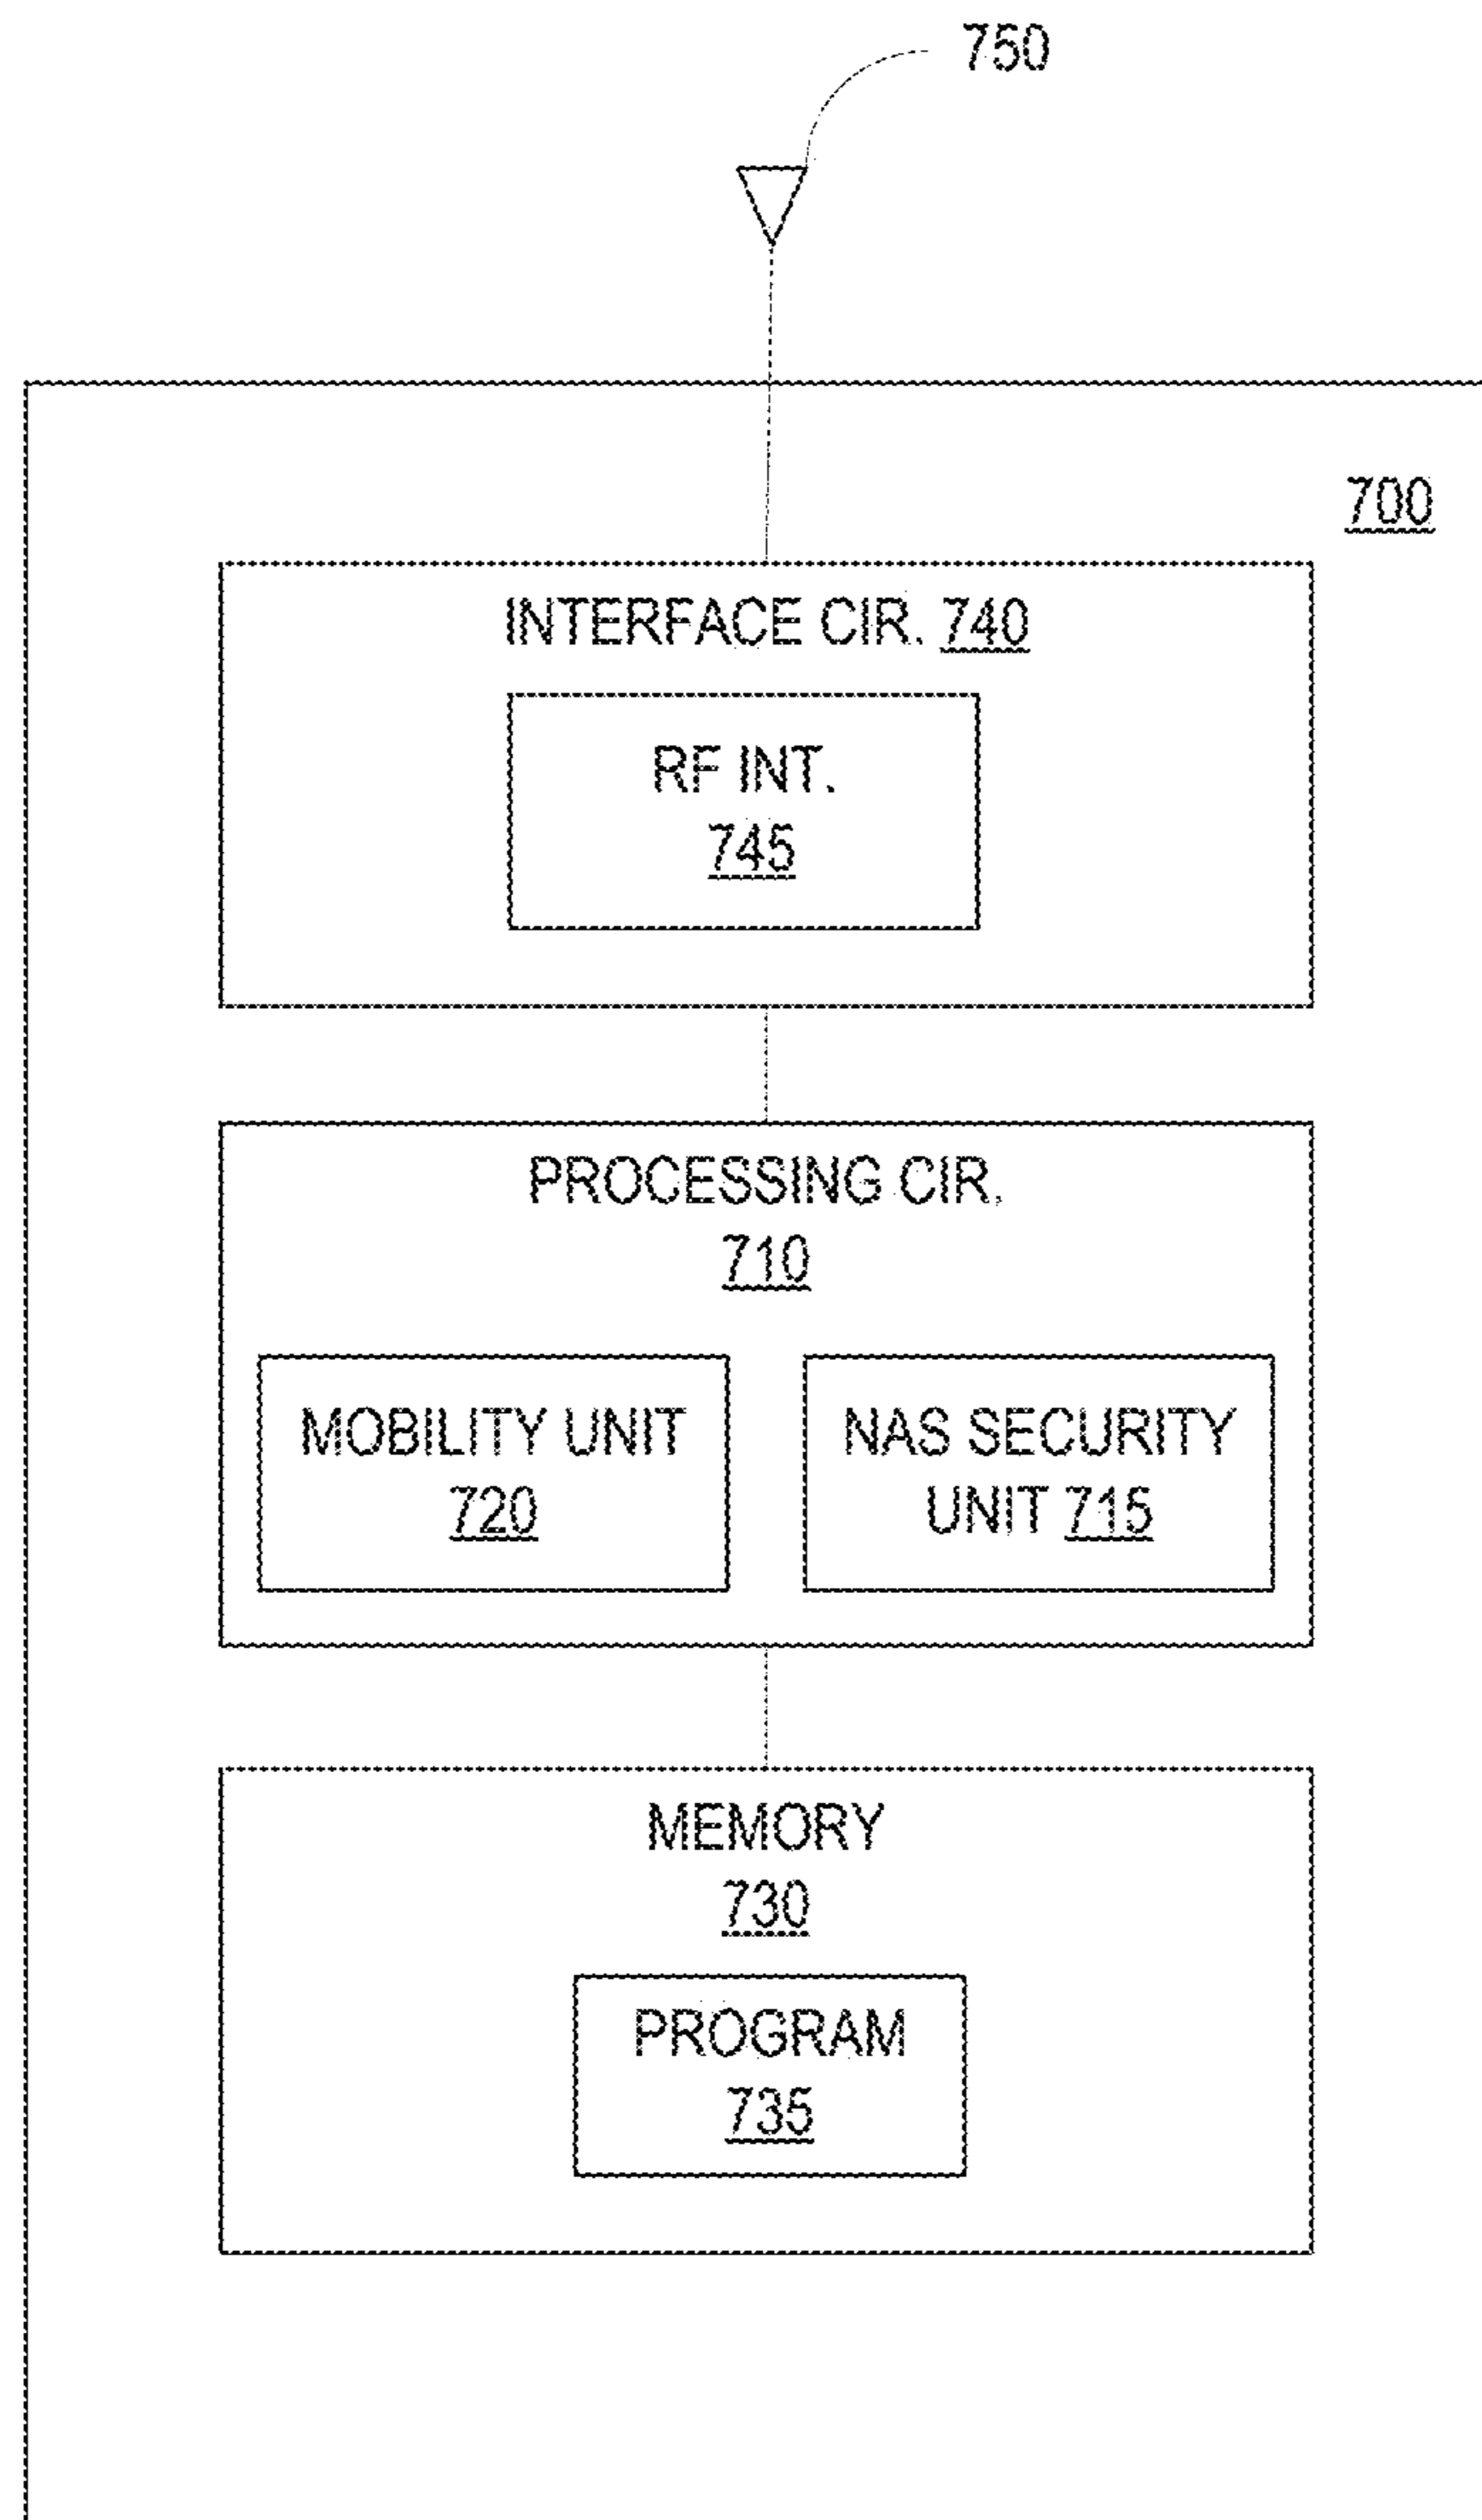 750
700
INTERFACE CIR. 740
RF INT.
745
PROCESSING CIR.
710
MOBILITY UNIT
720
NAS SECURITY
UNIT 715
MEMORY
730
PROGRAM
735